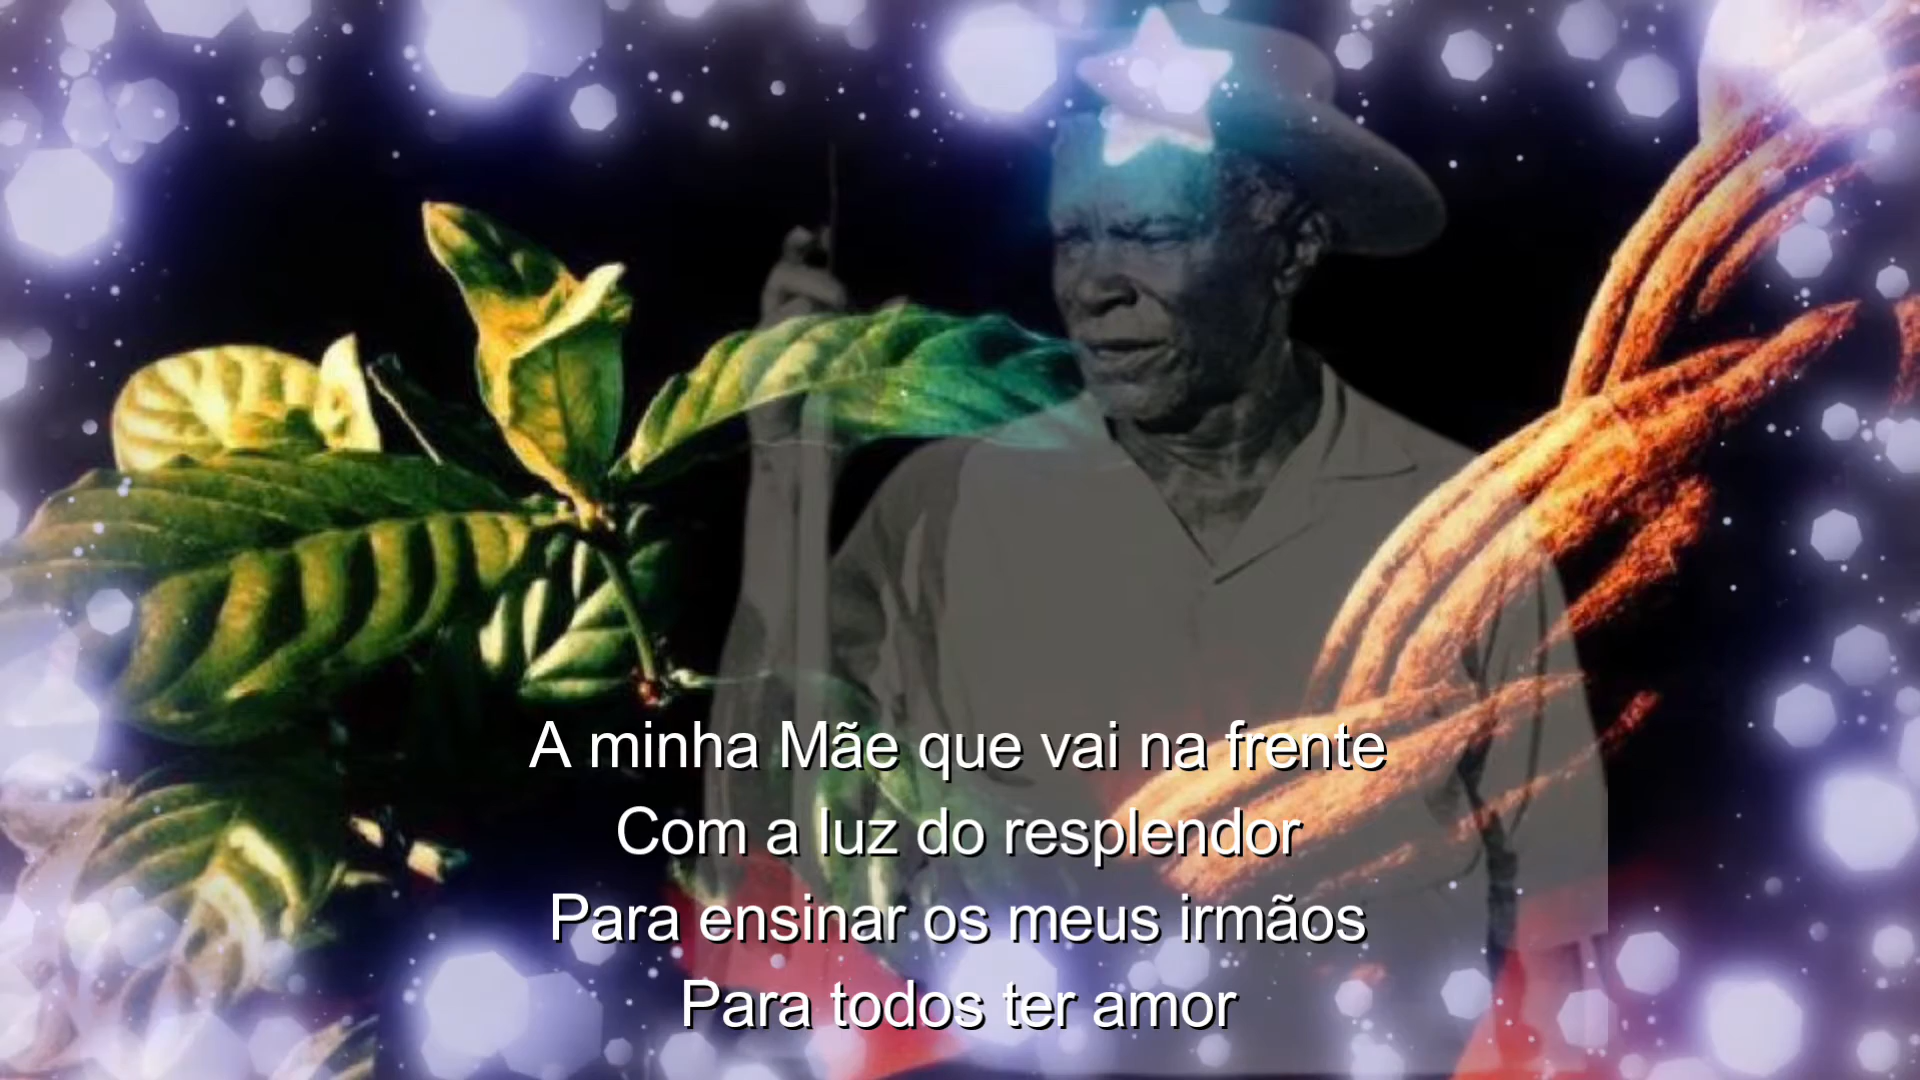 A minha Mãe que vai na frente
Com a luz do resplendor
Para ensinar os meus irmãos
Para todos ter amor